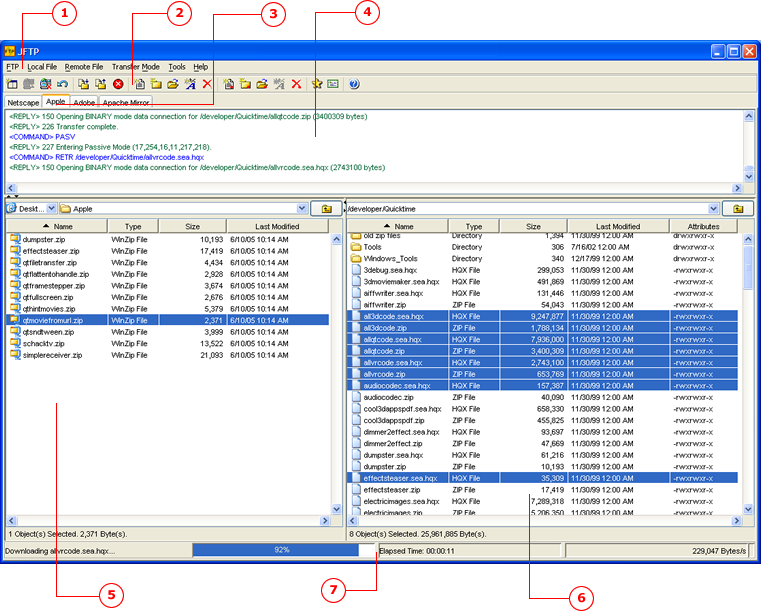 1
2
3
4
JFTP
FTP Local File Remote File Transfer Mode Tools Help
Netscape Apple Adobe Apache Mirror
<REPLY> 150 Opening BINARY mode data connection for /developer/Quicktime/allqtcode.zip (3400309 bytes)
<REPLY> 226 Transfer complete.
<COMMAND> PASV
<REPLY> 227 Entering Passive Mode (17,254,16,11,217,218).
<COMMAND> RETR /developer/Quicktime/allvrcode.sea.hqx
<REPLY> 150 Opening BINARY mode data connection for /developer/Quicktime/allvrcode.sea.hqx (2743100 bytes)
Deskt... Apple
Name Type Size Last Modified
dumpster.zip WinZip File 10,193 6/10/05 10:14 AM
effectsteaser.zip WinZip File 17,419 6/10/05 10:14 AM
qtfiletransfer.zip WinZip File 4,434 6/10/05 10:14 AM
qtflattentohandle.zip WinZip File 2,928 6/10/05 10:14 AM
qtframestepper.zip WinZip File 3,674 6/10/05 10:14 AM
qtfullscreen.zip WinZip File 2,676 6/10/05 10:14 AM
qthintmovies.zip WinZip File 5,379 6/10/05 10:14 AM
qtmoviefromurl.zip WinZip File 2,371 6/10/05 10:14 AM
qtsndtween.zip WinZip File 3,999 6/10/05 10:14 AM
schacktv.zip WinZip File 13,522 6/10/05 10:14 AM
simplereceiver.zip WinZip File 21,093 6/10/05 10:14 AM
1 Object(s) Selected. 2,371 Byte(s).
/developer/Quicktime
Name Type Size Last Modified Attributes
old zip files Directory 1,394 11/30/99 12:00 AM drwxrwxr-x
Tools Directory 306 7/16/02 12:00 AM drwxrwxr-x
Windows_Tools Directory 340 12/17/99 12:00 AM drwxrwxr-x
3debug.sea.hqx HQX File 299,053 11/30/99 12:00 AM -rwxrwxr-x
3dmoviemaker.sea.hqx HQX File 491,869 11/30/99 12:00 AM -rwxrwxr-x
aiffwriter.sea.hqx HQX File 131,446 11/30/99 12:00 AM -rwxrwxr-x
aiffwriter.zip ZIP File 54,043 11/30/99 12:00 AM -rwxrwxr-x
all3dcode.sea.hqx HQX File 9,247,877 11/30/99 12:00 AM -rwxrwxr-x
all3dcode.zip ZIP File 1,788,134 11/30/99 12:00 AM -rwxrwxr-x
allqtcode.sea.hqx HQX File 7,936,000 11/30/99 12:00 AM -rwxrwxr-x
allqtcode.zip ZIP File 3,400,309 11/30/99 12:00 AM -rwxrwxr-x
allvrcode.sea.hqx HQX File 2,743,100 11/30/99 12:00 AM -rwxrwxr-x
allvrcode.zip ZIP File 653,769 11/30/99 12:00 AM -rwxrwxr-x
audiocodec.sea.hqx HQX File 157,387 11/30/99 12:00 AM -rwxrwxr-x
audiocodec.zip ZIP File 40,090 11/30/99 12:00 AM -rwxrwxr-x
cool3dappspdf.sea.hqx HQX File 658,330 11/30/99 12:00 AM -rwxrwxr-x
cool3dappspdf.zip ZIP File 455,825 11/30/99 12:00 AM -rwxrwxr-x
dimmer2effect.sea.hqx HQX File 93,697 11/30/99 12:00 AM -rwxrwxr-x
dimmer2effect.zip ZIP File 47,669 11/30/99 12:00 AM -rwxrwxr-x
dumpster.sea.hqx HQX File 61,216 11/30/99 12:00 AM -rwxrwxr-x
dumpster.zip ZIP File 10,193 11/30/99 12:00 AM -rwxrwxr-x
effectsteaser.sea.hqx HQX File 35,309 11/30/99 12:00 AM -rwxrwxr-x
effectsteaser.zip ZIP File 17,419 11/30/99 12:00 AM -rwxrwxr-x
electricimages.sea.hqx HQX File 7,289,318 11/30/99 12:00 AM -rwxrwxr-x
electricimages.zip ZIP File 5,206,350 11/30/99 12:00 AM -rwxrwxr-x
8 Object(s) Selected. 25,961,885 Byte(s).
Downloading allvrcode.sea.hqx... 92% Elapsed Time: 00:00:11 229,047 Bytes/s
5
7
6